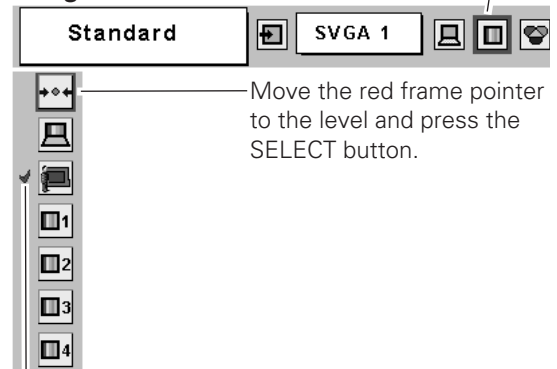 Standard
SVGA 1
Move the red frame pointer
to the level and press the
SELECT button.
1
2
3
4